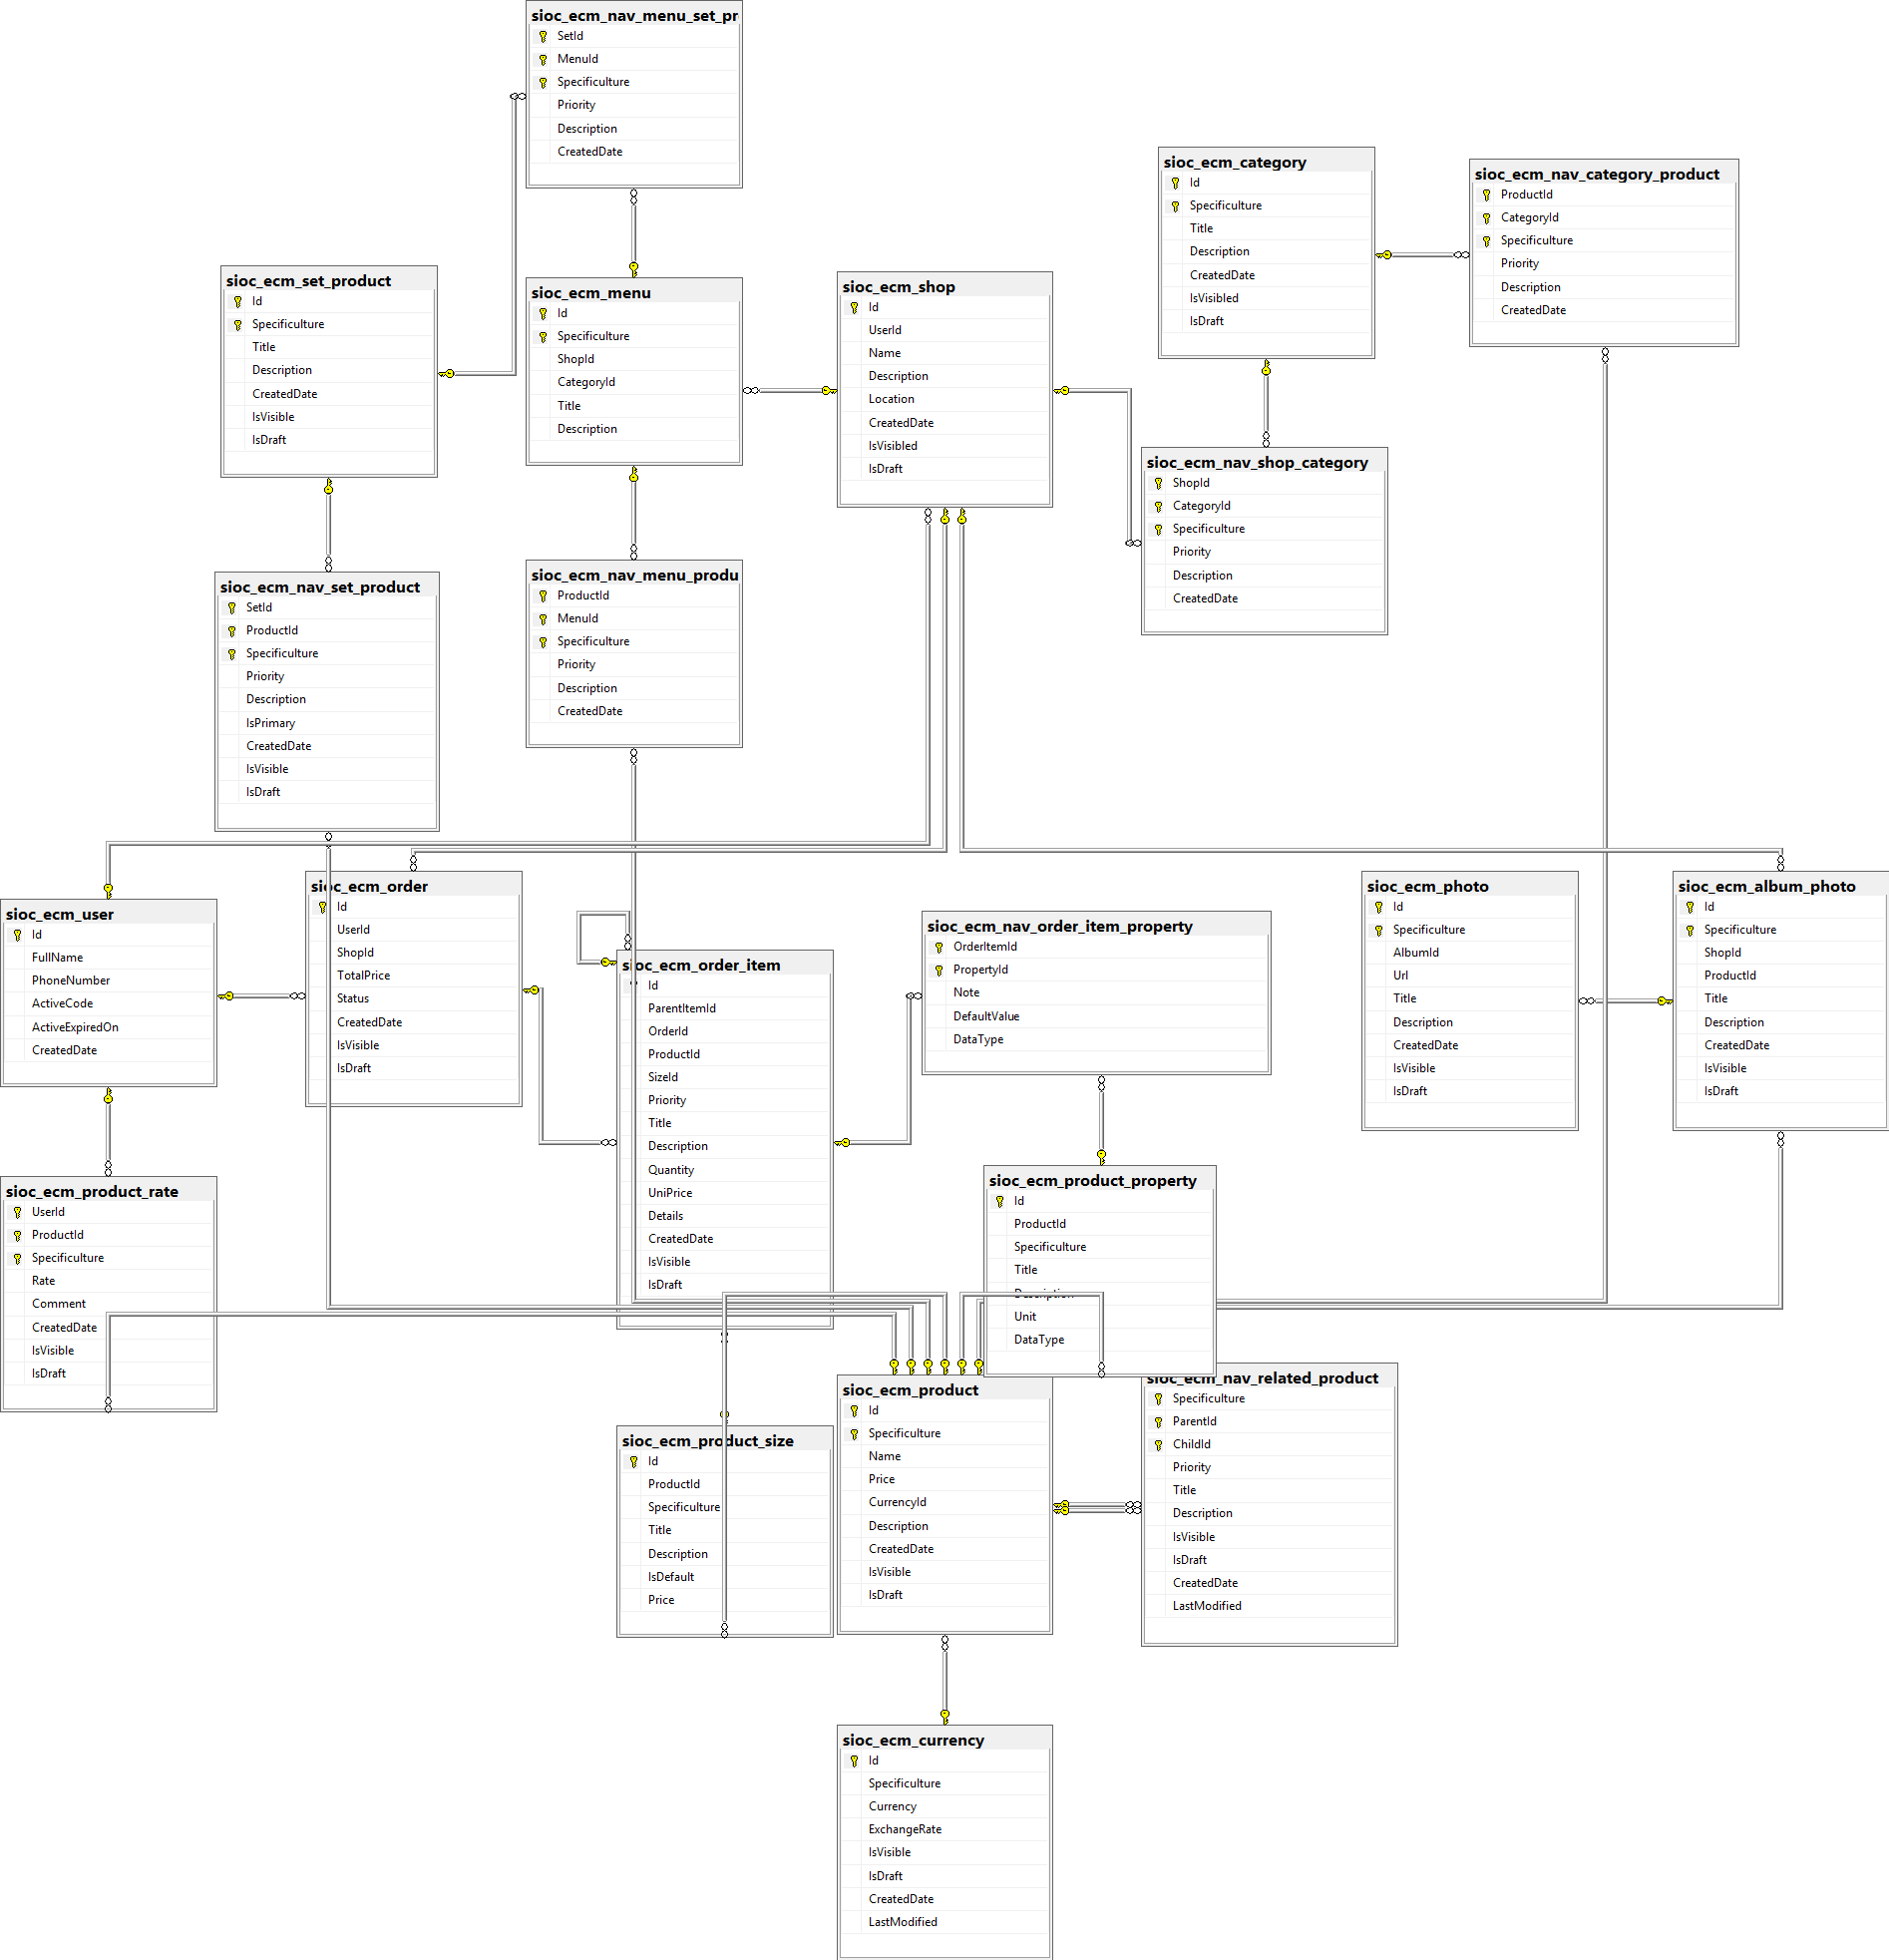 sioc_ecm_nav_menu_set_pr
SetId
MenuId
Specificulture
Priority
Description
CreatedDate
sioc_ecm_category
Id
Specificulture
Title
Description
CreatedDate
IsVisibled
IsDraft
sioc_ecm_nav_category_product
ProductId
CategoryId
Specificulture
Priority
Description
CreatedDate
sioc_ecm_set_product
Id
Specificulture
Title
Description
CreatedDate
IsVisible
IsDraft
sioc_ecm_menu
Id
Specificulture
ShopId
CategoryId
Title
Description
sioc_ecm_shop
Id
UserId
Name
Description
Location
CreatedDate
IsVisibled
IsDraft
sioc_ecm_nav_shop_category
ShopId
CategoryId
Specificulture
Priority
Description
CreatedDate
sioc_ecm_nav_set_product
SetId
ProductId
Specificulture
Priority
Description
IsPrimary
CreatedDate
IsVisible
IsDraft
sioc_ecm_nav_menu_produ
ProductId
MenuId
Specificulture
Priority
Description
CreatedDate
sioc_ecm_user
Id
FullName
PhoneNumber
ActiveCode
ActiveExpiredOn
CreatedDate
sioc_ecm_order
Id
UserId
ShopId
TotalPrice
Status
CreatedDate
IsVisible
IsDraft
sioc_ecm_order_item
Id
ParentItemId
OrderId
ProductId
SizeId
Priority
Title
Description
Quantity
UniPrice
Details
CreatedDate
IsVisible
IsDraft
sioc_ecm_nav_order_item_property
OrderItemId
PropertyId
Note
DefaultValue
DataType
sioc_ecm_photo
Id
Specificulture
AlbumId
Url
Title
Description
CreatedDate
IsVisible
IsDraft
sioc_ecm_album_photo
Id
Specificulture
ShopId
ProductId
Title
Description
CreatedDate
IsVisible
IsDraft
sioc_ecm_product_rate
UserId
ProductId
Specificulture
Rate
Comment
CreatedDate
IsVisible
IsDraft
sioc_ecm_product_property
Id
ProductId
Specificulture
Title
Description
Unit
DataType
sioc_ecm_product_size
Id
ProductId
Specificulture
Title
Description
IsDefault
Price
sioc_ecm_product
Id
Specificulture
Name
Price
CurrencyId
Description
CreatedDate
IsVisible
IsDraft
sioc_ecm_nav_related_product
Specificulture
ParentId
ChildId
Priority
Title
Description
IsVisible
IsDraft
CreatedDate
LastModified
sioc_ecm_currency
Id
Specificulture
Currency
ExchangeRate
IsVisible
IsDraft
CreatedDate
LastModified